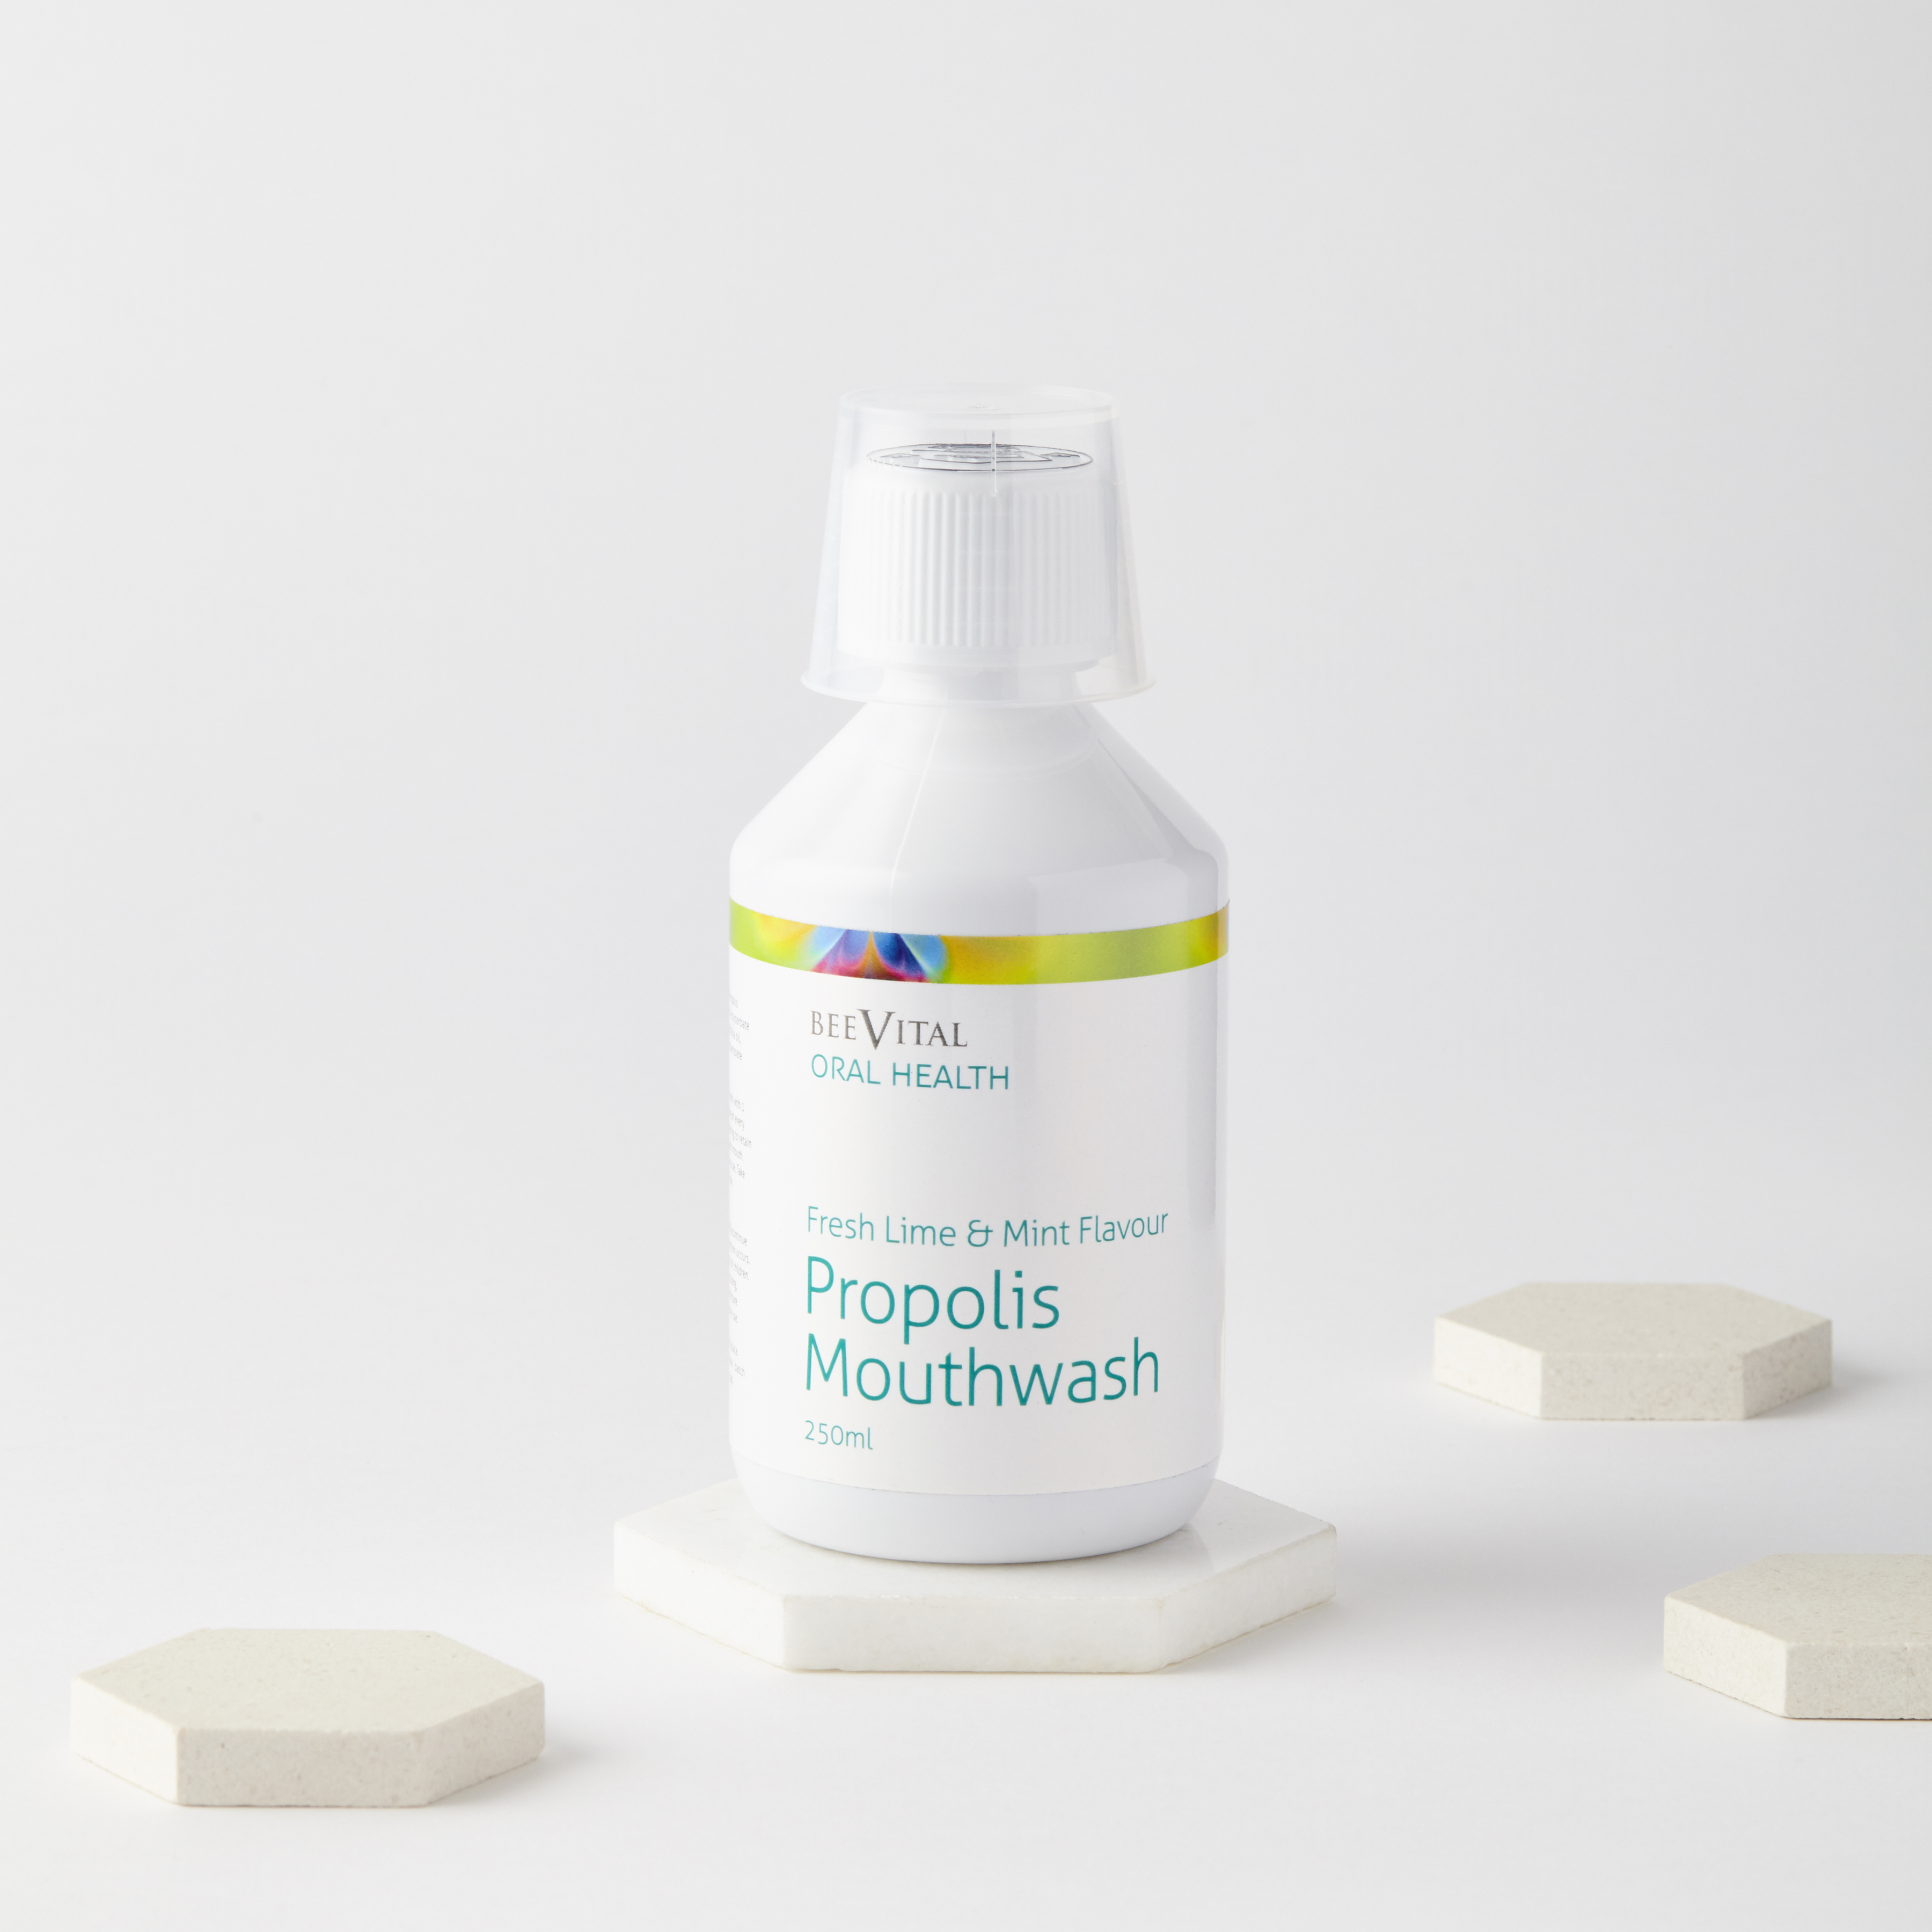 BEEVITAL
ORAL HEALTH
Fresh Lime & Mint Flavour
Propolis
Mouthwash
250ml